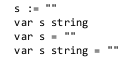 s := ""
var s string
var s = ""
var s string = ""